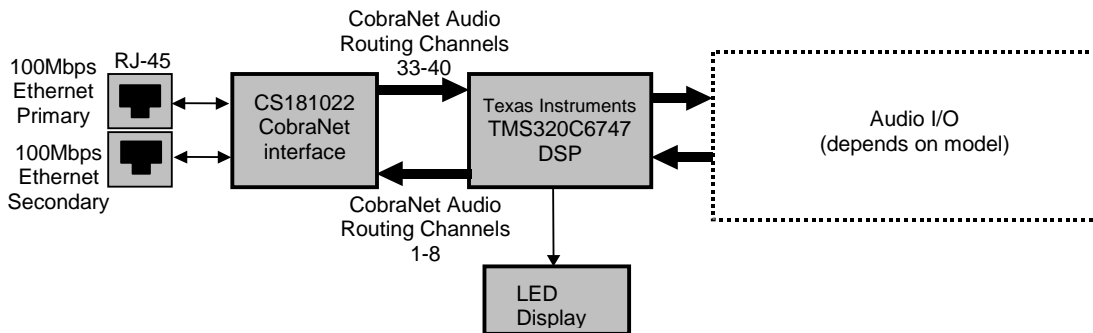 CobraNet Audio
Routing Channels
33-40
RJ-45
100Mbps
Ethernet
Primary
100Mbps
Ethernet
Secondary
CS181022
CobraNet
interface
Texas Instruments
TMS320C6747
DSP
Audio I/O
(depends on model)
CobraNet Audio
Routing Channels
1-8
LED
Display